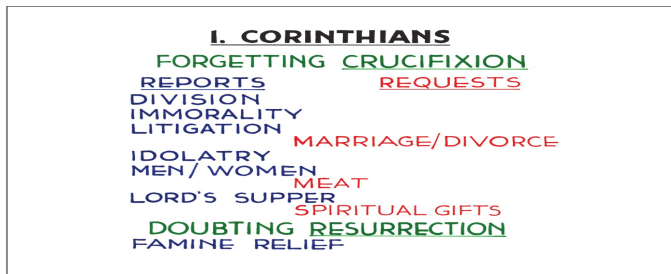 I. CORINTHIANS
FORGETTING CRUCIFIXION
REPORTS REQUESTS
DIVISION
IMMORALITY
LITIGATION
MARRIAGE/DIVORCE
IDOLATRY
MEN/WOMEN
MEAT
LORD'S SUPPER
SPIRITUAL GIFTS
DOUBTING RESURRECTION
FAMINE RELIEF